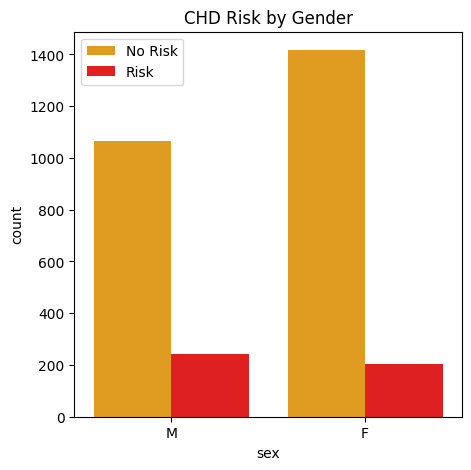 CHD Risk by Gender
No Risk
Risk
1400
1200
1000
800
600
400
200
0
count
M F
sex